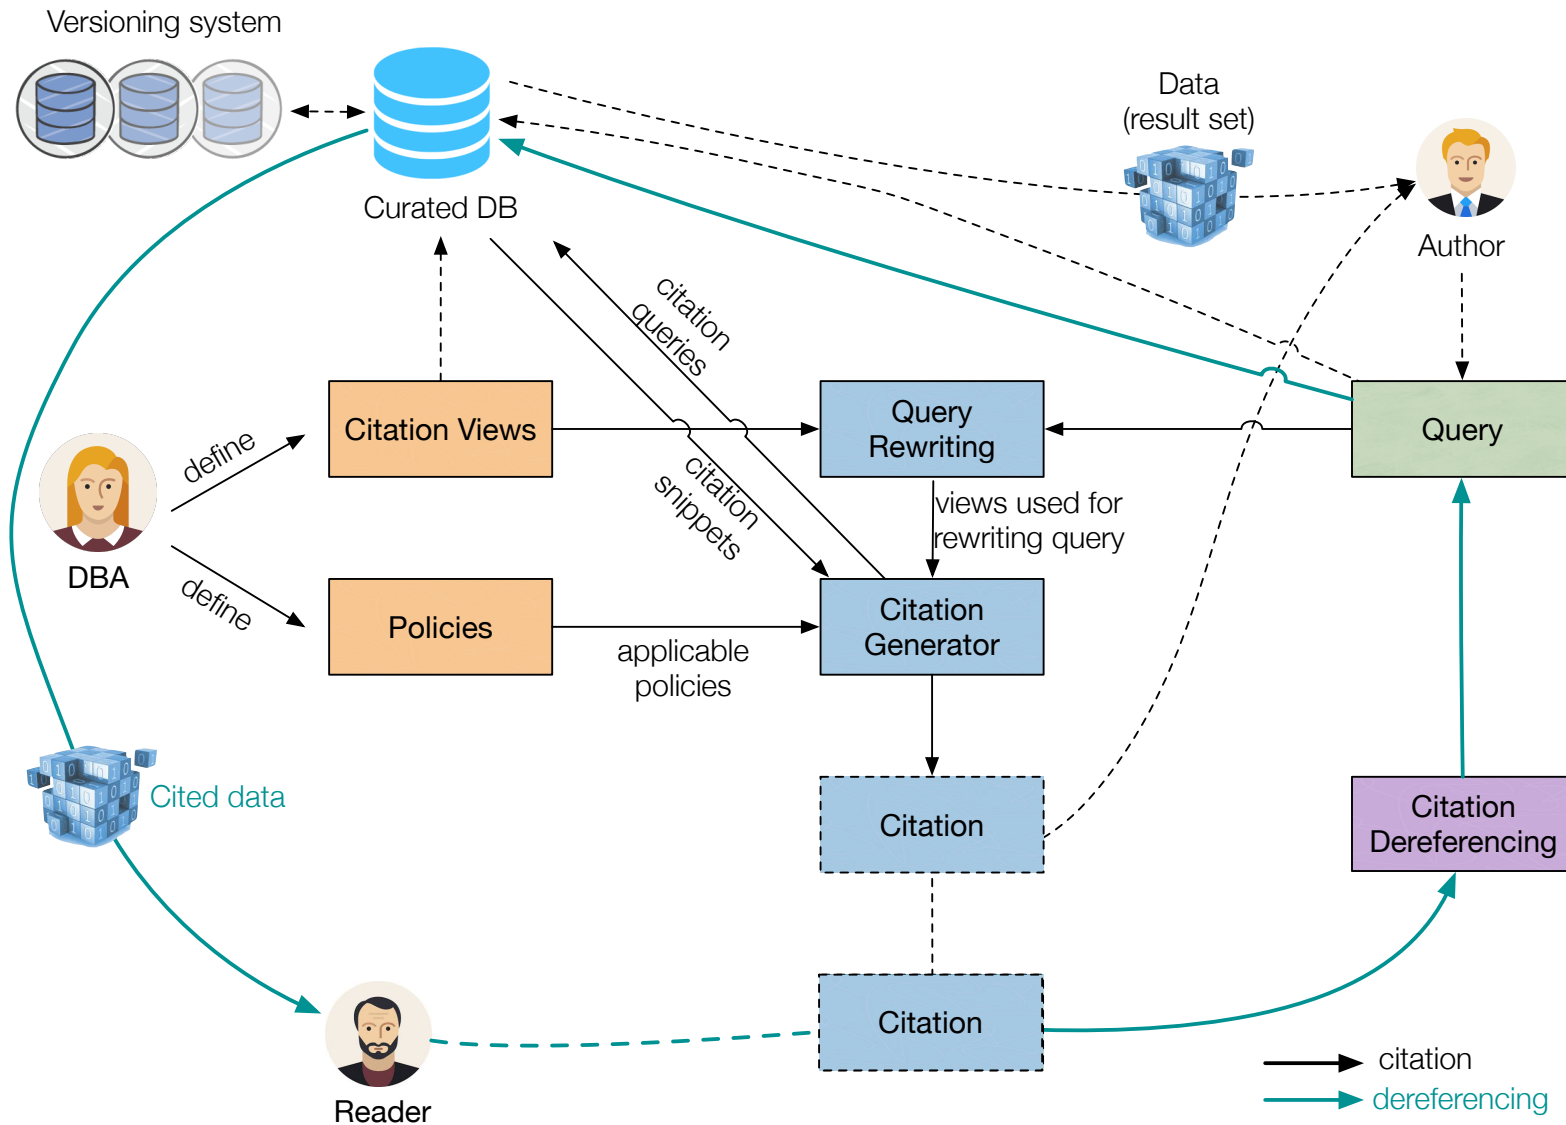 Versioning system
Data
(result set)
Curated DB
Author
citation
queries
Citation Views
Query
Rewriting
Query
define
citation
snippets
views used for
rewriting query
DBA
define
Policies
Citation
Generator
applicable
policies
Cited data
Citation
Citation
Dereferencing
Citation
Reader
citation
dereferencing